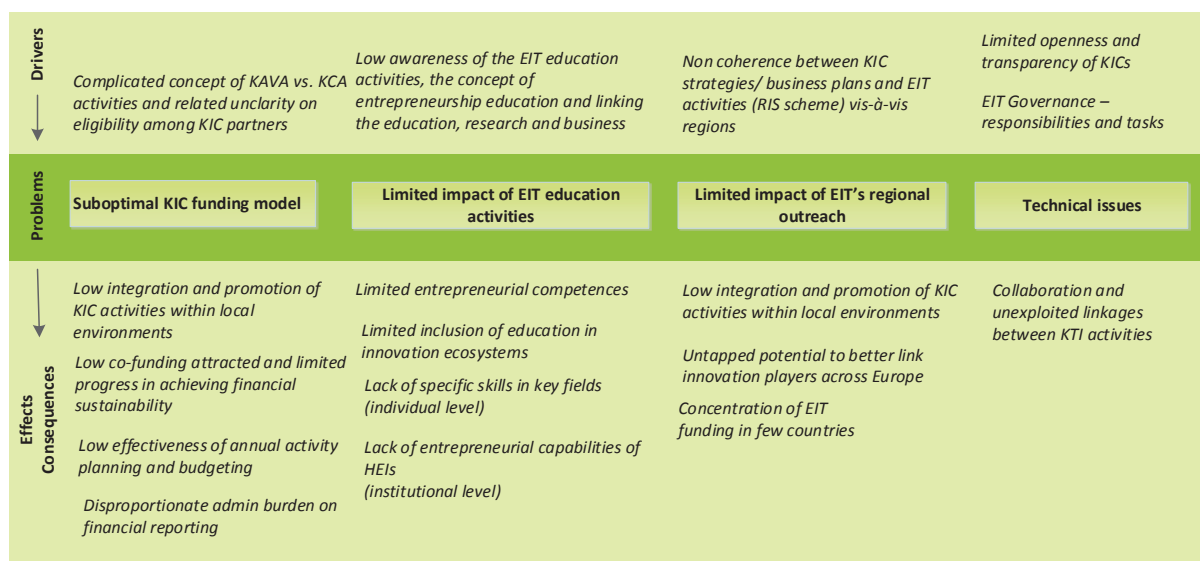 Drivers
Complicated concept of KAVA vs. KCA
activities and related unclarity on
eligibility among KIC partners
Low awareness of the EIT education
activities, the concept of
entrepreneurship education and linking
the education, research and business
Non coherence between KIC
strategies/ business plans and EIT
activities (RIS scheme) vis-à-vis
regions
Limited openness and
transparency of KICs
EIT Governance –
responsibilities and tasks
Problems
Suboptimal KIC funding model
Limited impact of EIT education
activities
Limited impact of EIT’s regional
outreach
Technical issues
Effects
Consequences
Low integration and promotion of
KIC activities within local
environments
Low co-funding attracted and limited
progress in achieving financial
sustainability
Low effectiveness of annual activity
planning and budgeting
Disproportionate admin burden on
financial reporting
Limited entrepreneurial competences
Limited inclusion of education in
innovation ecosystems
Lack of specific skills in key fields
(individual level)
Lack of entrepreneurial capabilities of
HEIs
(institutional level)
Low integration and promotion of KIC
activities within local environments
Untapped potential to better link
innovation players across Europe
Concentration of EIT
funding in few countries
Collaboration and
unexploited linkages
between KTI activities